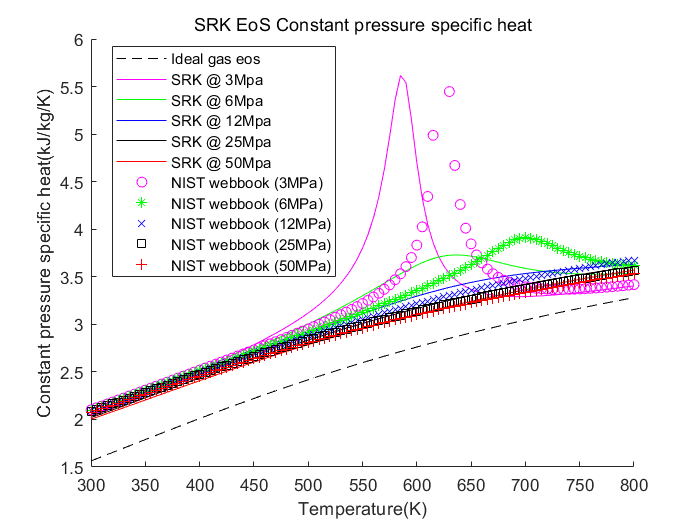 SRK EoS Constant pressure specific heat
6
5.5
5
4.5
4
3.5
3
2.5
2
1.5
Constant pressure specific heat(kJ/kg/K)
Ideal gas eos
SRK @ 3Mpa
SRK @ 6Mpa
SRK @ 12Mpa
SRK @ 25Mpa
SRK @ 50Mpa
NIST webbook (3MPa)
NIST webbook (6MPa)
NIST webbook (12MPa)
NIST webbook (25MPa)
NIST webbook (50MPa)
300 350 400 450 500 550 600 650 700 750 800
Temperature(K)